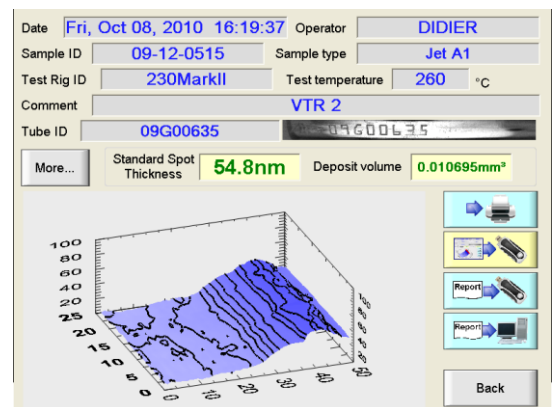 Date Fri, Oct 08, 2010 16:19:37 Operator DIDIER
Sample ID 09-12-0515 Sample type Jet A1
Test Rig ID 230MarkII Test temperature 260 °C
Comment VTR 2
Tube ID 09G00635 09G00635
More... Standard Spot Thickness 54.8nm Deposit volume 0.010695mm³
100
80
60
40
20
25
20
15
10
5
0
0 10 20 30 40 50
100
80
60
40
20
Report
Report
Back